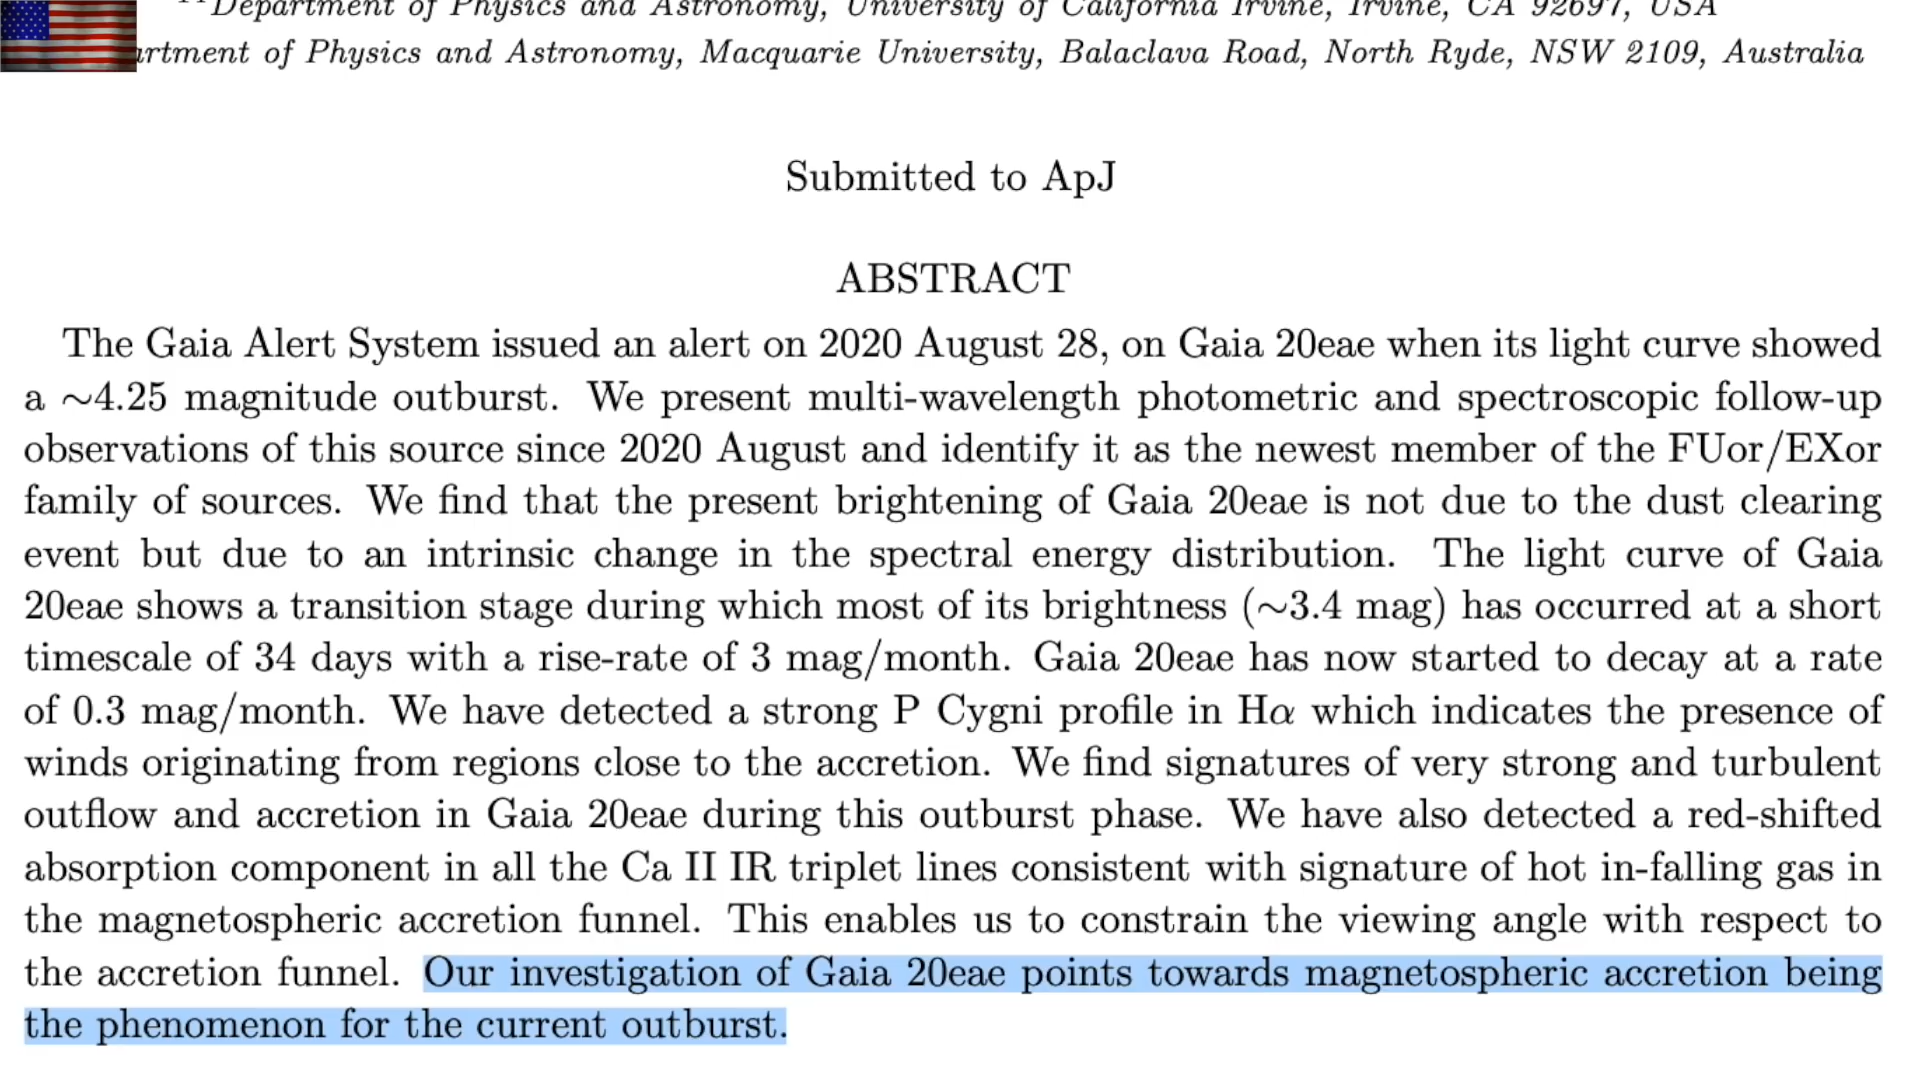 11Department of Physics and Astronomy, University of California Irvine, Irvine, CA 92697, USA
artment of Physics and Astronomy, Macquarie University, Balaclava Road, North Ryde, NSW 2109, Australia
Submitted to ApJ
ABSTRACT
The Gaia Alert System issued an alert on 2020 August 28, on Gaia 20eae when its light curve showed
a ∼4.25 magnitude outburst. We present multi-wavelength photometric and spectroscopic follow-up
observations of this source since 2020 August and identify it as the newest member of the FUor/EXor
family of sources. We find that the present brightening of Gaia 20eae is not due to the dust clearing
event but due to an intrinsic change in the spectral energy distribution. The light curve of Gaia
20eae shows a transition stage during which most of its brightness (∼3.4 mag) has occurred at a short
timescale of 34 days with a rise-rate of 3 mag/month. Gaia 20eae has now started to decay at a rate
of 0.3 mag/month. We have detected a strong P Cygni profile in Hα which indicates the presence of
winds originating from regions close to the accretion. We find signatures of very strong and turbulent
outflow and accretion in Gaia 20eae during this outburst phase. We have also detected a red-shifted
absorption component in all the Ca II IR triplet lines consistent with signature of hot in-falling gas in
the magnetospheric accretion funnel. This enables us to constrain the viewing angle with respect to
the accretion funnel. Our investigation of Gaia 20eae points towards magnetospheric accretion being
the phenomenon for the current outburst.